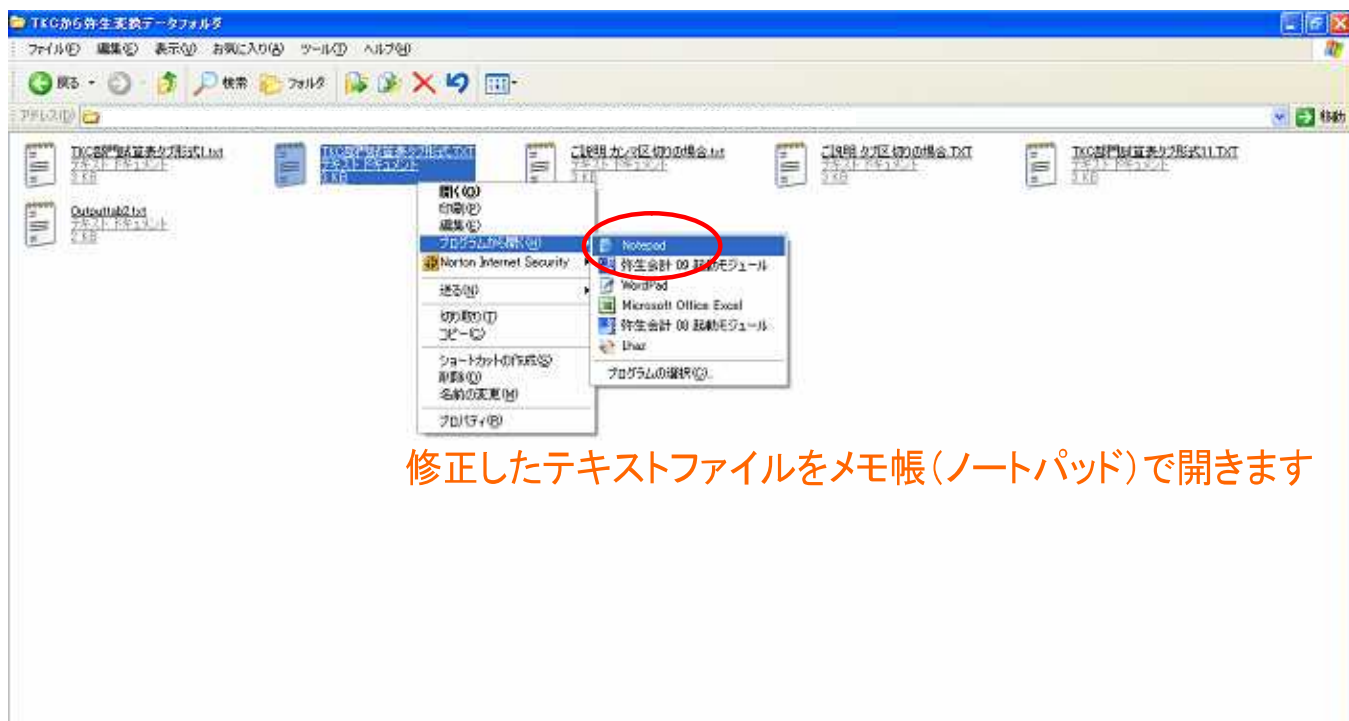 TKCから弥生変換データフォルダ
ファイル(F) 編集(E) 表示(V) お気に入り(A) ツール(T) ヘルプ(H)
戻る 検索 フォルダ
アドレス(D) 移動
TKC部門試算表タブ形式1.txt
テキスト ドキュメント
3 KB
TKC部門試算表タブ形式.TXT
テキスト ドキュメント
3 KB
ご説明 カンマ区切りの場合.txt
テキスト ドキュメント
3 KB
ご説明 タブ区切りの場合.TXT
テキスト ドキュメント
3 KB
TKC部門試算表タブ形式11.TXT
テキスト ドキュメント
3 KB
Outputtab2.txt
テキスト ドキュメント
2 KB
開く(O)
印刷(P)
編集(E)
プログラムから開く(H)
Norton Internet Security
送る(N)
切り取り(T)
コピー(C)
ショートカットの作成(S)
削除(D)
名前の変更(M)
プロパティ(R)
Notepad
弥生会計 09 起動モジュール
WordPad
Microsoft Office Excel
弥生会計 08 起動モジュール
Lhaz
プログラムの選択(C)...
修正したテキストファイルをメモ帳(ノートパッド)で開きます